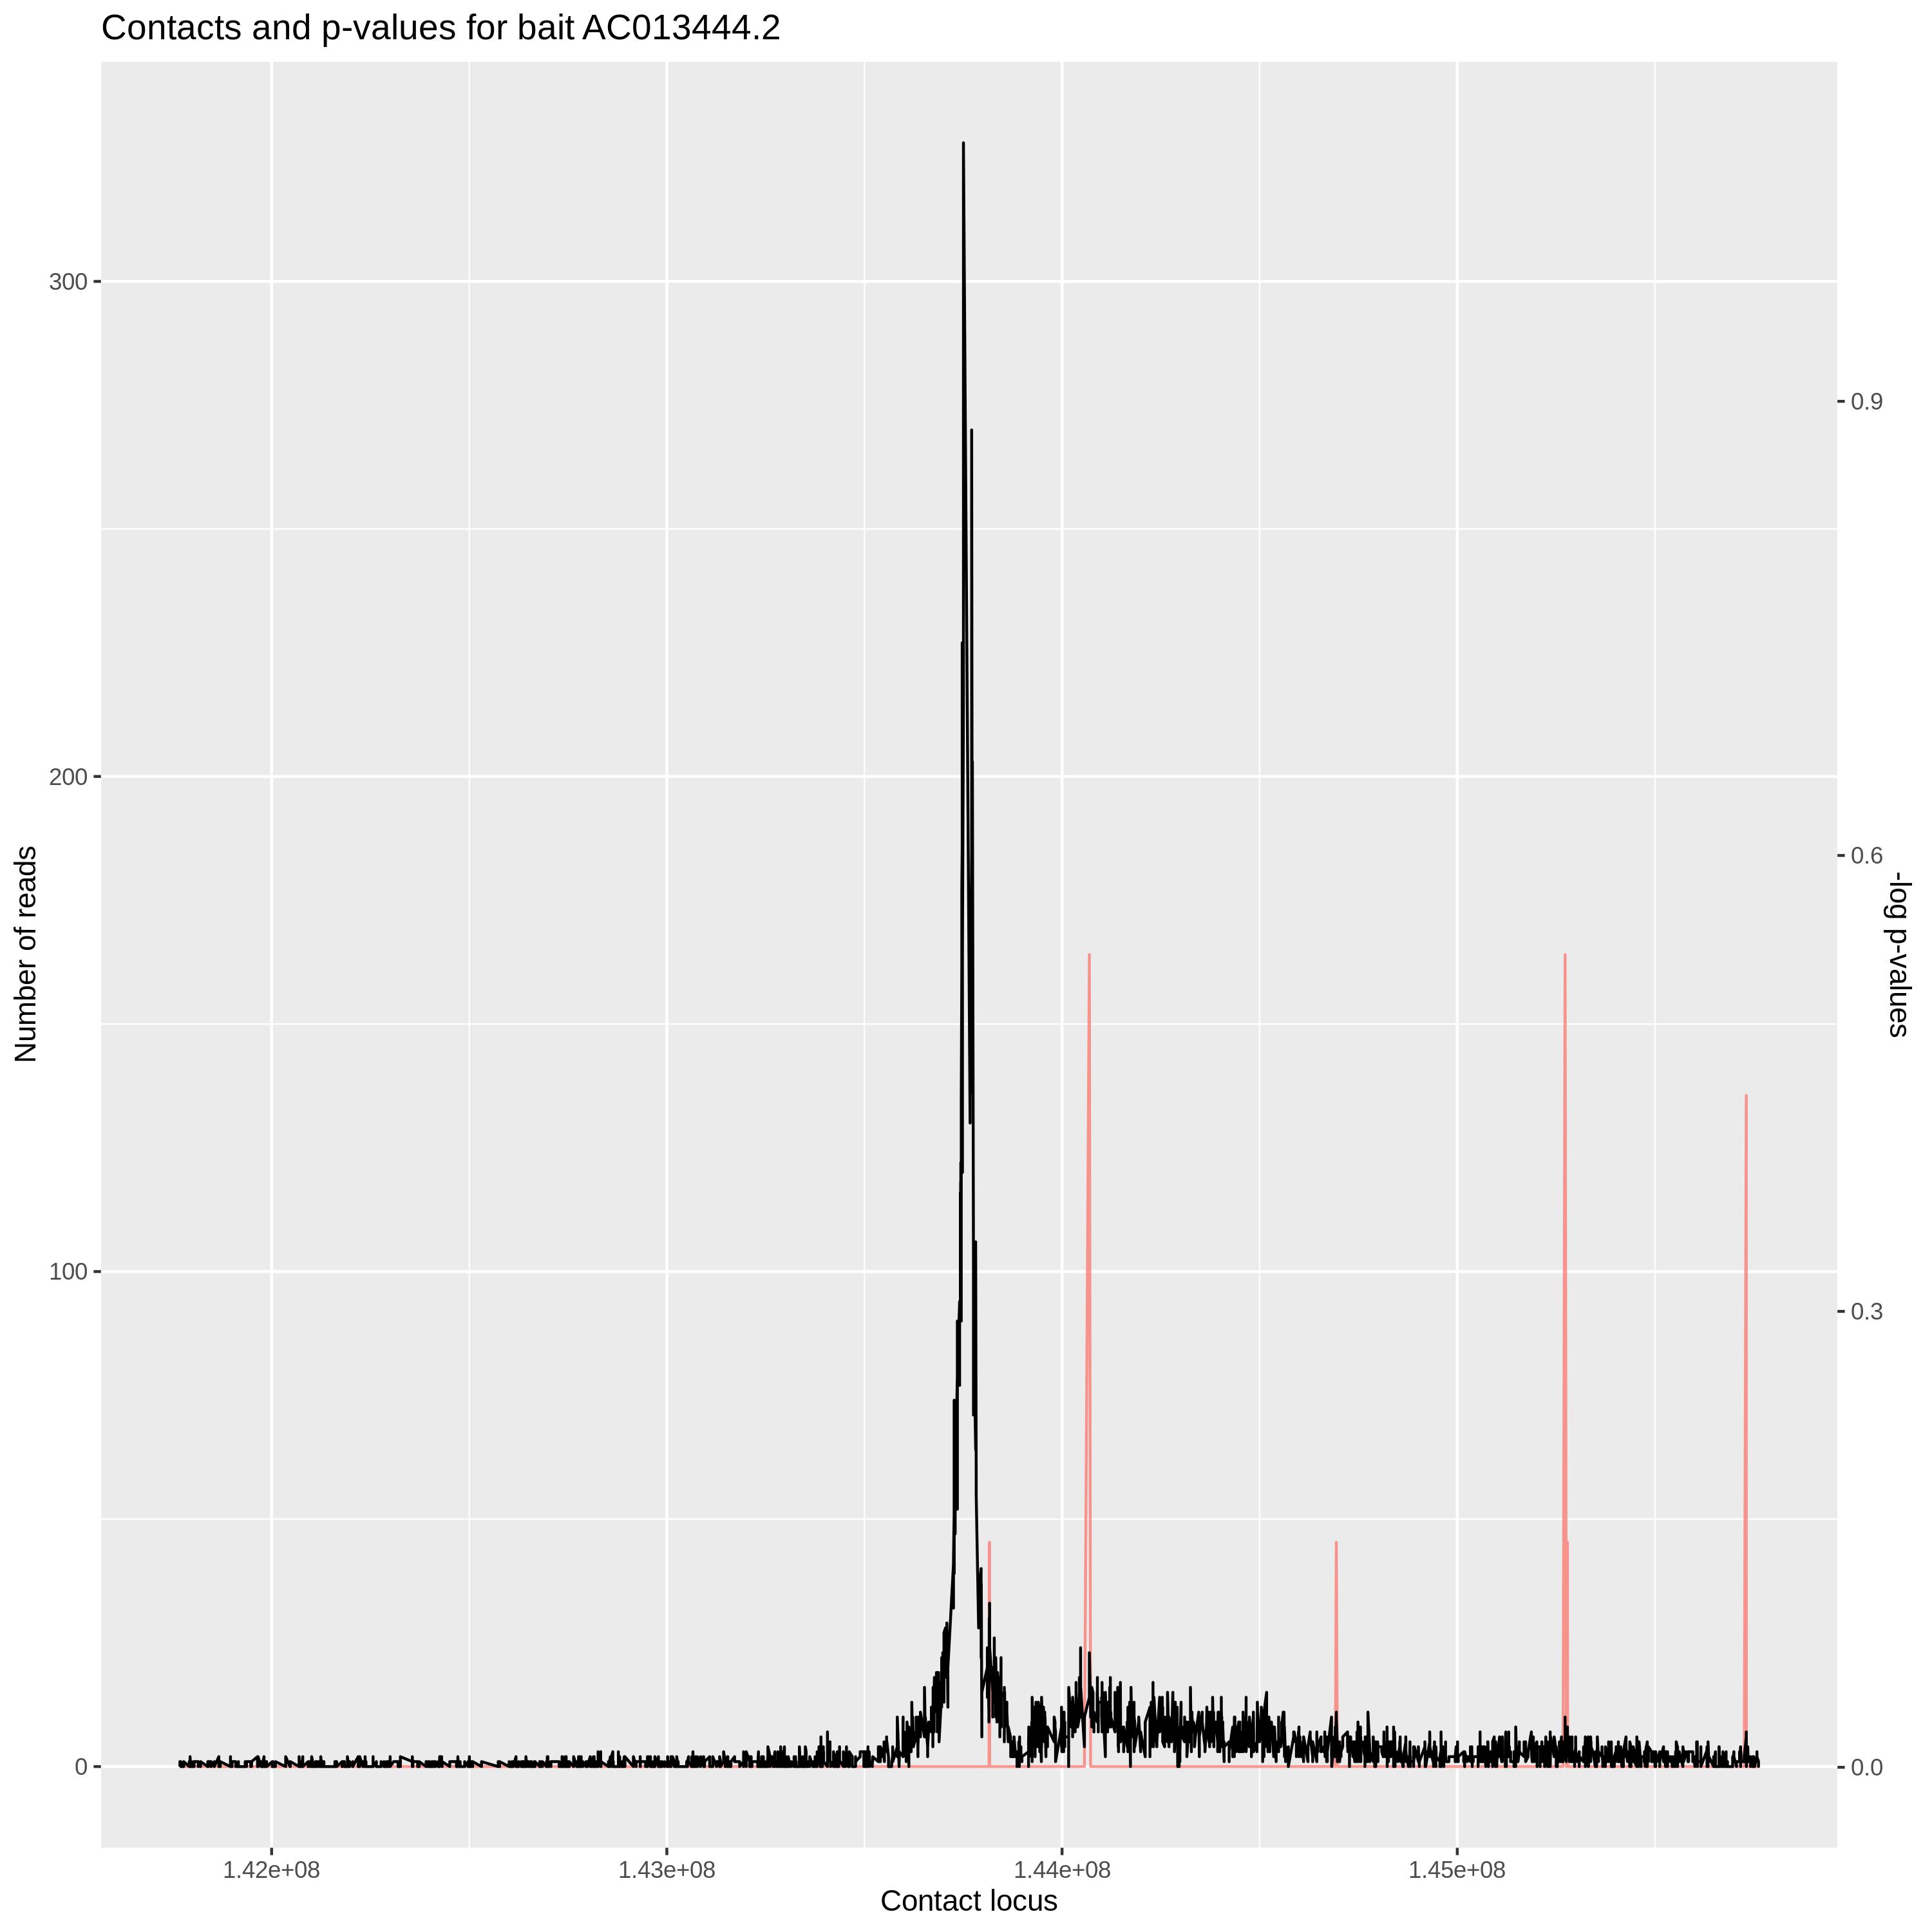 Contacts and p-values for bait AC013444.2
300
200
100
0
Number of reads
0.9
0.6
0.3
0.0
-log p-values
1.42e+08
1.43e+08
1.44e+08
1.45e+08
Contact locus